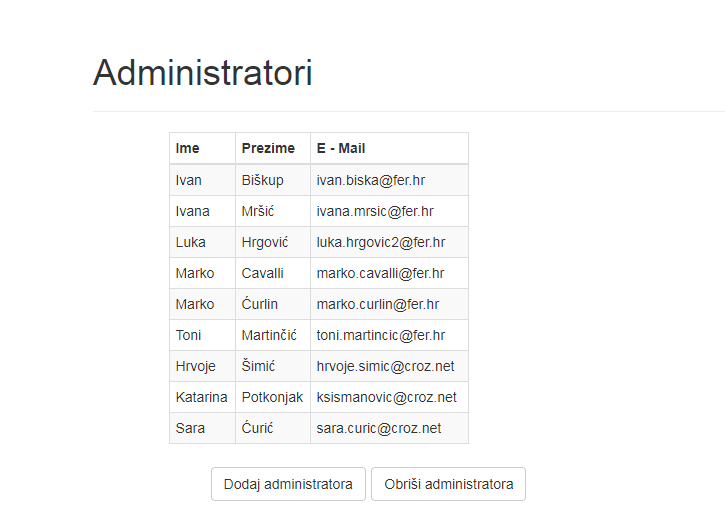 Administratori
Ime Prezime E - Mail
Ivan Biškup ivan.biska@fer.hr
Ivana Mršić ivana.mrsic@fer.hr
Luka Hrgović luka.hrgovic2@fer.hr
Marko Cavalli marko.cavalli@fer.hr
Marko Ćurlin marko.curlin@fer.hr
Toni Martinčić toni.martincic@fer.hr
Hrvoje Šimić hrvoje.simic@croz.net
Katarina Potkonjak ksismanovic@croz.net
Sara Ćurić sara.curic@croz.net
Dodaj administratora Obriši administratora